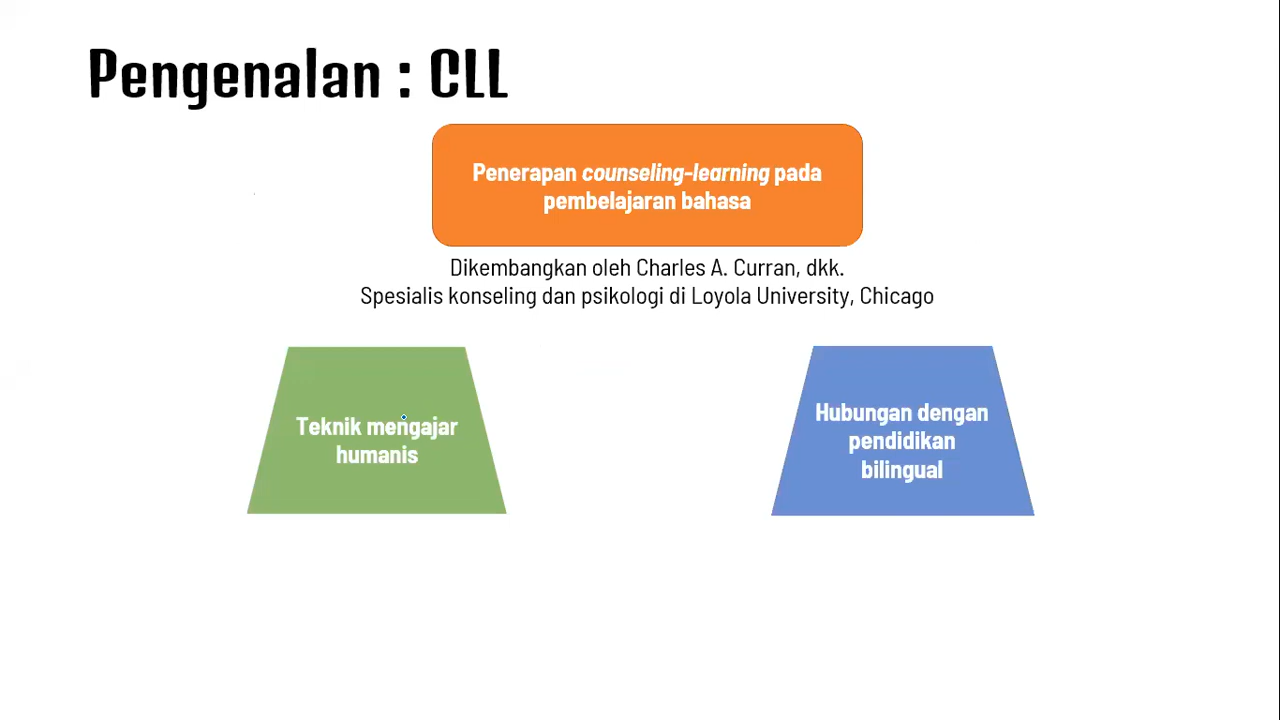 Pengenalan : CLL
Penerapan counseling-learning pada
pembelajaran bahasa
Dikembangkan oleh Charles A. Curran, dkk.
Spesialis konseling dan psikologi di Loyola University, Chicago
Teknik mengajar
humanis
Hubungan dengan
pendidikan
bilingual